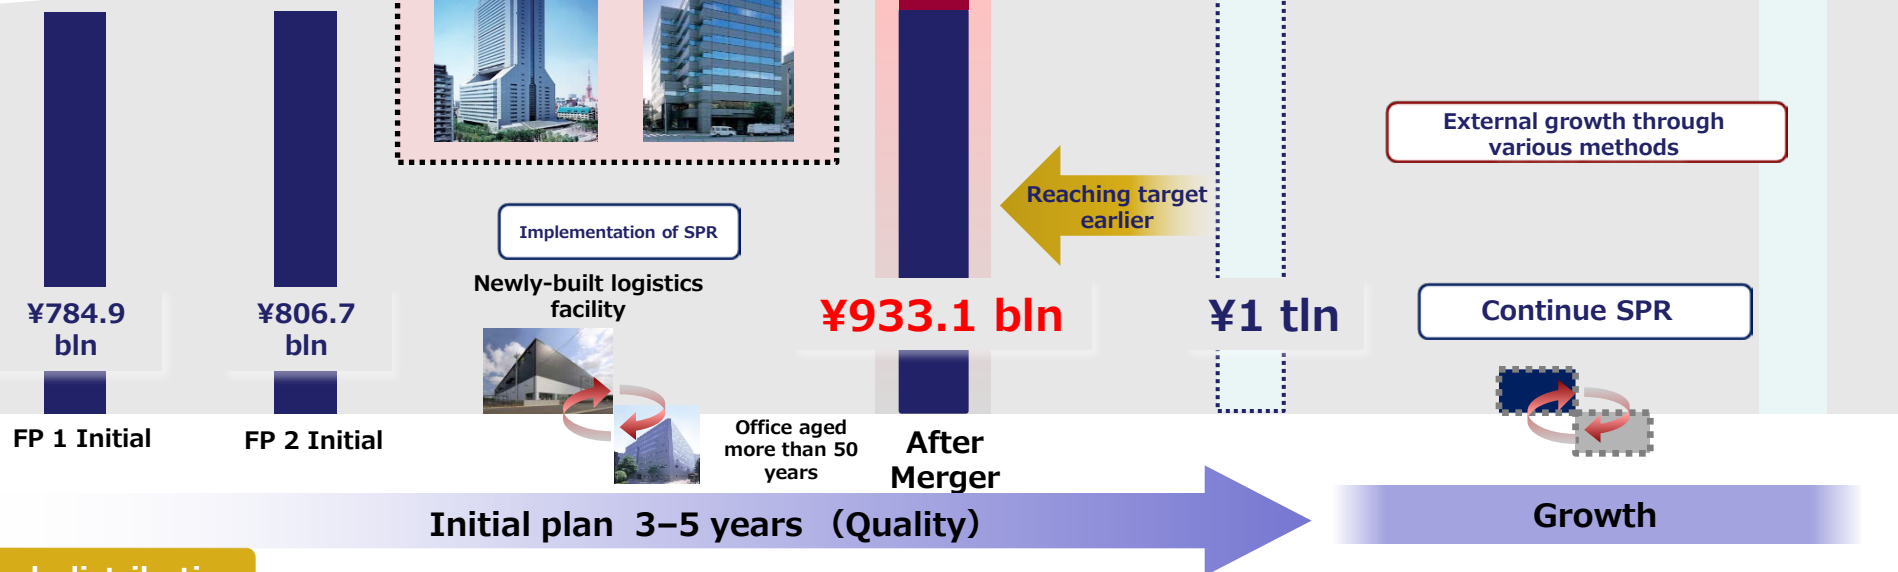 External growth through
various methods
Reaching target
earlier
Implementation of SPR
Newly-built logistics
facility
¥784.9
bln
¥806.7
bln
¥933.1 bln
¥1 tln
Continue SPR
FP 1 Initial
FP 2 Initial
Office aged
more than 50
years
After
Merger
Initial plan 3–5 years （Quality）
Growth